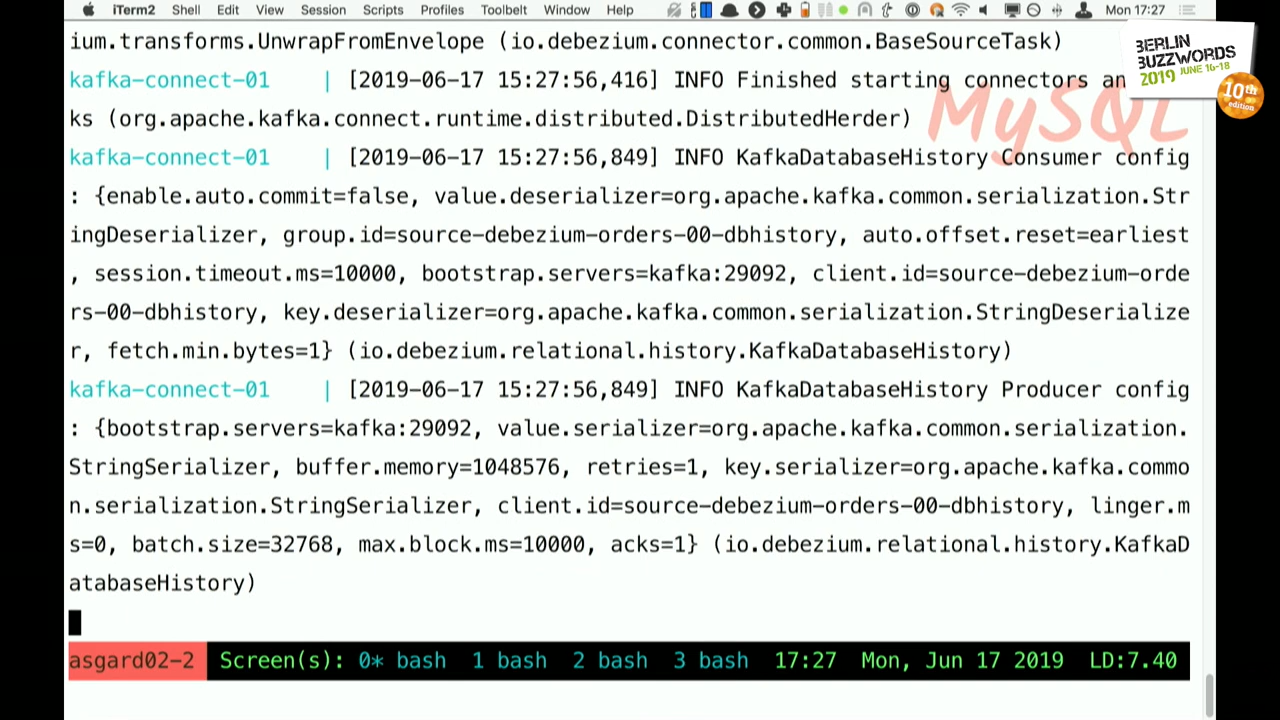 iTerm2 Shell Edit View Session Scripts Profiles Toolbelt Window Help Mon 17:27
BERLIN
BUZZWORDS
2019 JUNE 16-18
10th
edition
MySQL
ium.transforms.UnwrapFromEnvelope (io.debezium.connector.common.BaseSourceTask)
kafka-connect-01    | [2019-06-17 15:27:56,416] INFO Finished starting connectors an
ks (org.apache.kafka.connect.runtime.distributed.DistributedHerder)
kafka-connect-01    | [2019-06-17 15:27:56,849] INFO KafkaDatabaseHistory Consumer config
: {enable.auto.commit=false, value.deserializer=org.apache.kafka.common.serialization.Str
ingDeserializer, group.id=source-debezium-orders-00-dbhistory, auto.offset.reset=earliest
, session.timeout.ms=10000, bootstrap.servers=kafka:29092, client.id=source-debezium-orde
rs-00-dbhistory, key.deserializer=org.apache.kafka.common.serialization.StringDeserialize
r, fetch.min.bytes=1} (io.debezium.relational.history.KafkaDatabaseHistory)
kafka-connect-01    | [2019-06-17 15:27:56,849] INFO KafkaDatabaseHistory Producer config
: {bootstrap.servers=kafka:29092, value.serializer=org.apache.kafka.common.serialization.
StringSerializer, buffer.memory=1048576, retries=1, key.serializer=org.apache.kafka.commo
n.serialization.StringSerializer, client.id=source-debezium-orders-00-dbhistory, linger.m
s=0, batch.size=32768, max.block.ms=10000, acks=1} (io.debezium.relational.history.KafkaD
atabaseHistory)
asgard02-2 Screen(s): 0* bash 1 bash 2 bash 3 bash 17:27 Mon, Jun 17 2019 LD:7.40